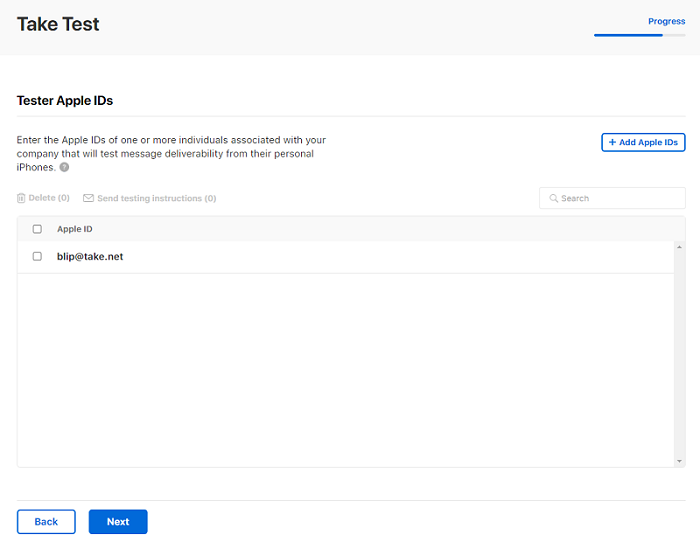 Take Test
Progress
Tester Apple IDs
Enter the Apple IDs of one or more individuals associated with your
company that will test message deliverability from their personal
iPhones. ?
+ Add Apple IDs
Delete (0) Send testing instructions (0)
Search
Apple ID
blip@take.net
Back
Next